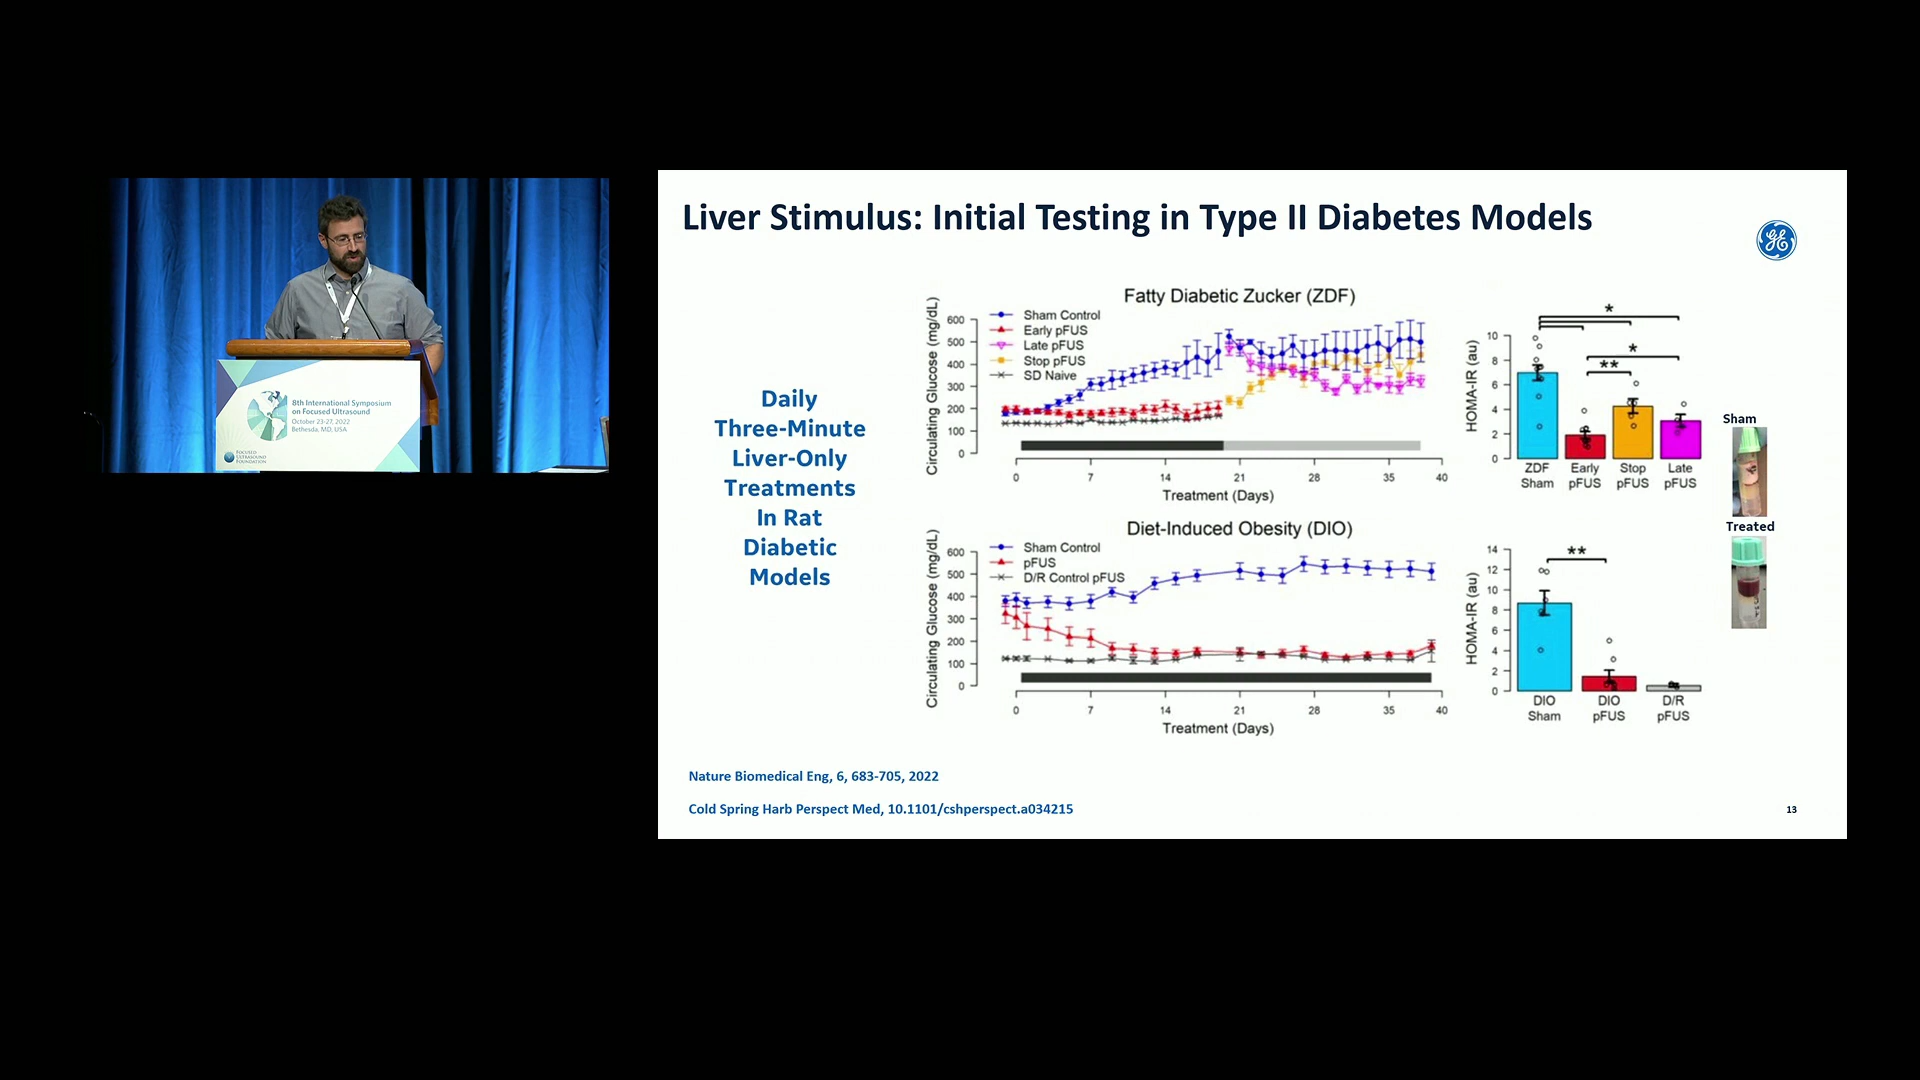 8th International Symposium
on Focused Ultrasound
October 23-27, 2022
Bethesda, MD, USA
FOCUSED
ULTRASOUND
FOUNDATION
Liver Stimulus: Initial Testing in Type II Diabetes Models
GE
Daily
Three-Minute
Liver-Only
Treatments
In Rat
Diabetic
Models
Fatty Diabetic Zucker (ZDF)
Circulating Glucose (mg/dL)
600
500
400
300
200
100
0
Sham Control
Early pFUS
Late pFUS
Stop pFUS
SD Naive
0 7 14 21 28 35 40
Treatment (Days)
HOMA-IR (au)
10
8
6
4
2
0
*
*
**
ZDF Early Stop Late
Sham pFUS pFUS pFUS
Sham
Treated
Diet-Induced Obesity (DIO)
Circulating Glucose (mg/dL)
600
500
400
300
200
100
0
Sham Control
pFUS
D/R Control pFUS
0 7 14 21 28 35 40
Treatment (Days)
HOMA-IR (au)
14
12
10
8
6
4
2
0
**
DIO DIO D/R
Sham pFUS pFUS
Nature Biomedical Eng, 6, 683-705, 2022
Cold Spring Harb Perspect Med, 10.1101/cshperspect.a034215
13